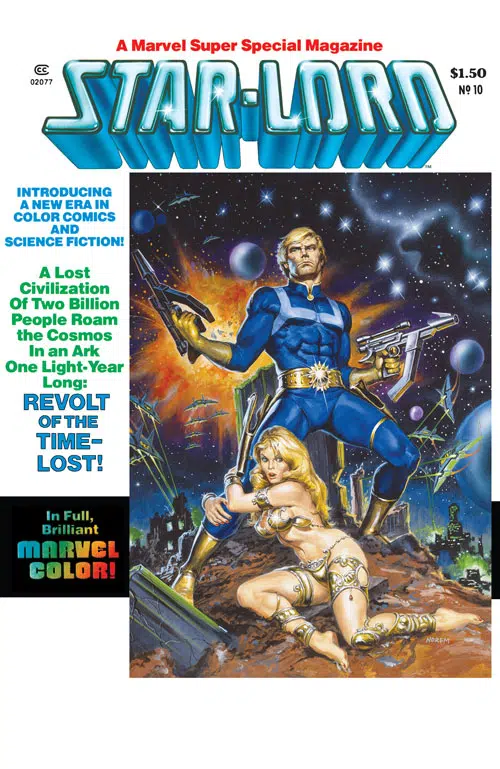 A Marvel Super Special Magazine
CC
02077
STAR-LORD
™
$1.50
Nº 10
INTRODUCING
A NEW ERA IN
COLOR COMICS
AND
SCIENCE FICTION!
A Lost
Civilization
Of Two Billion
People Roam
the Cosmos
In an Ark
One Light-Year
Long:
REVOLT
OF THE
TIME–
LOST!
In Full,
Brilliant
MARVEL
COLOR!
NOREM